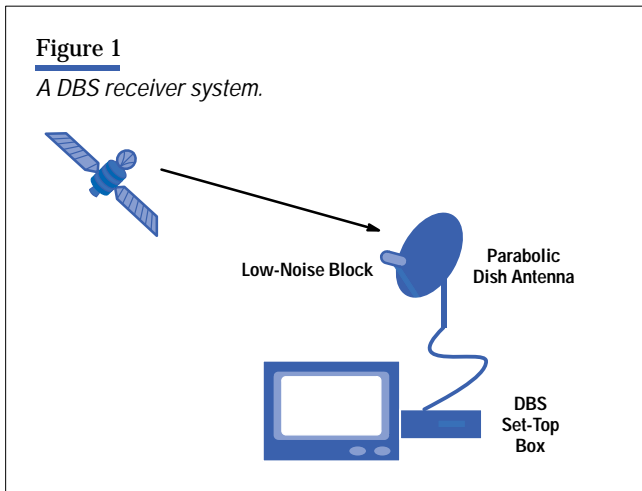 Figure 1
A DBS receiver system.
Low-Noise Block
Parabolic
Dish Antenna
DBS
Set-Top
Box